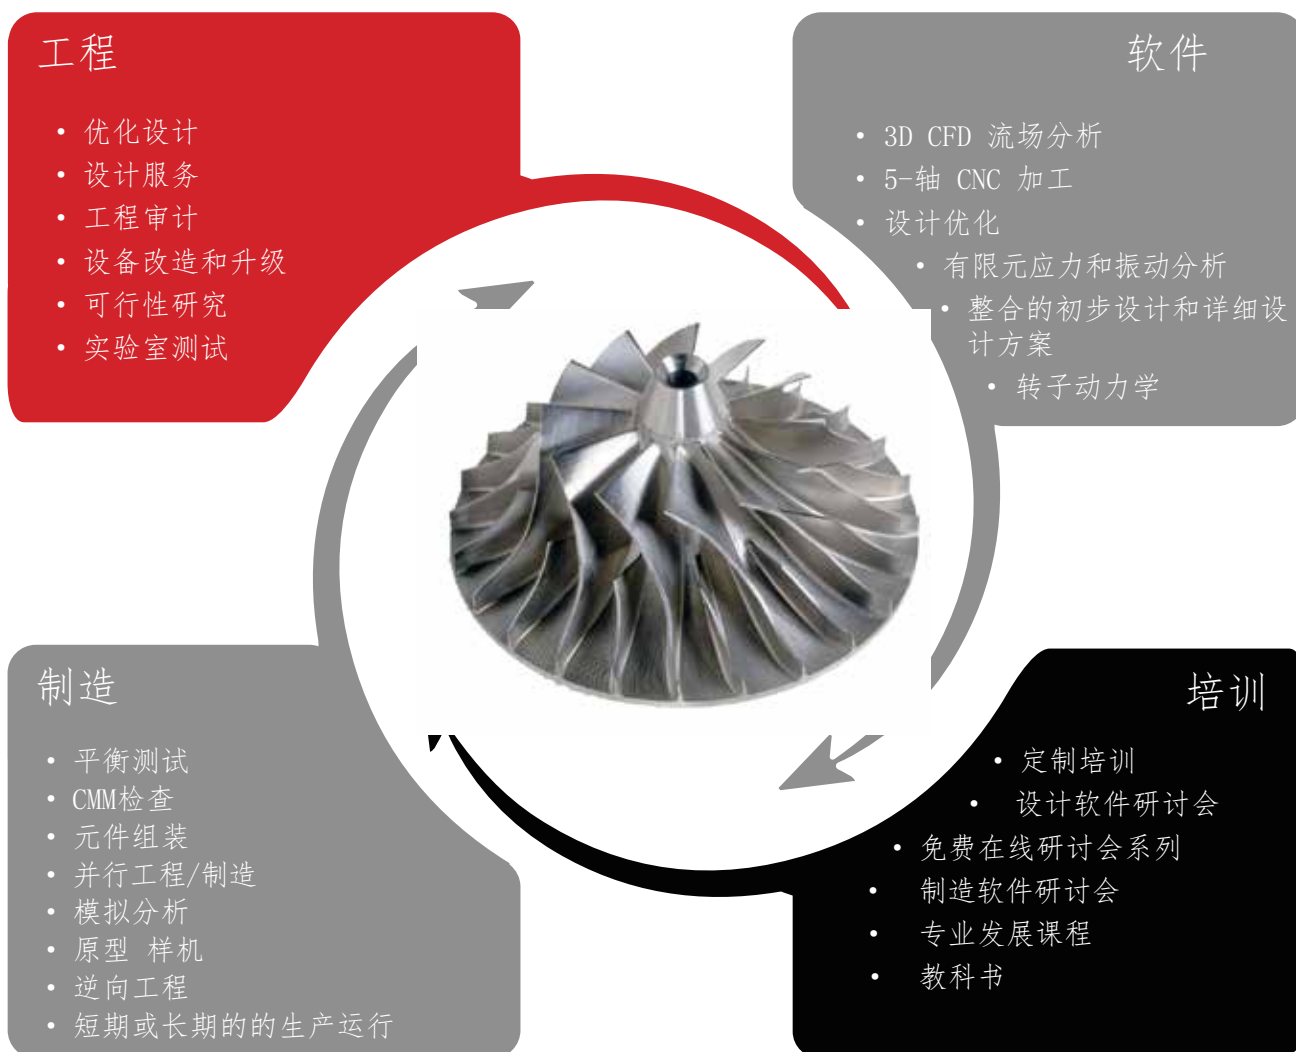 工程
• 优化设计
• 设计服务
• 工程审计
• 设备改造和升级
• 可行性研究
• 实验室测试
软件
• 3D CFD 流场分析
• 5-轴 CNC 加工
• 设计优化
• 有限元应力和振动分析
• 整合的初步设计和详细设
计方案
• 转子动力学
制造
• 平衡测试
• CMM检查
• 元件组装
• 并行工程/制造
• 模拟分析
• 原型 样机
• 逆向工程
• 短期或长期的的生产运行
培训
• 定制培训
• 设计软件研讨会
• 免费在线研讨会系列
• 制造软件研讨会
• 专业发展课程
• 教科书